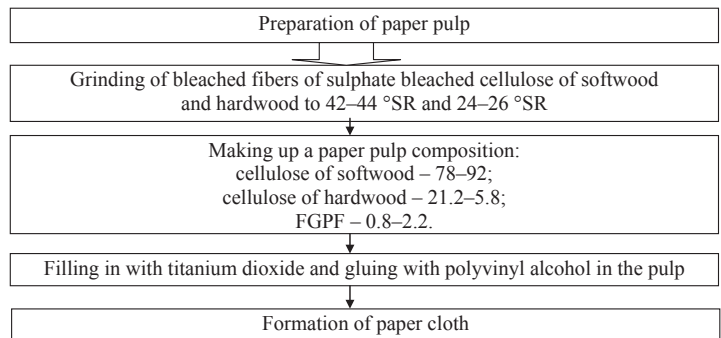 Preparation of paper pulp
Grinding of bleached fibers of sulphate bleached cellulose of softwood
and hardwood to 42–44 °SR and 24–26 °SR
Making up a paper pulp composition:
cellulose of softwood – 78–92;
cellulose of hardwood – 21.2–5.8;
FGPF – 0.8–2.2.
Filling in with titanium dioxide and gluing with polyvinyl alcohol in the pulp
Formation of paper cloth